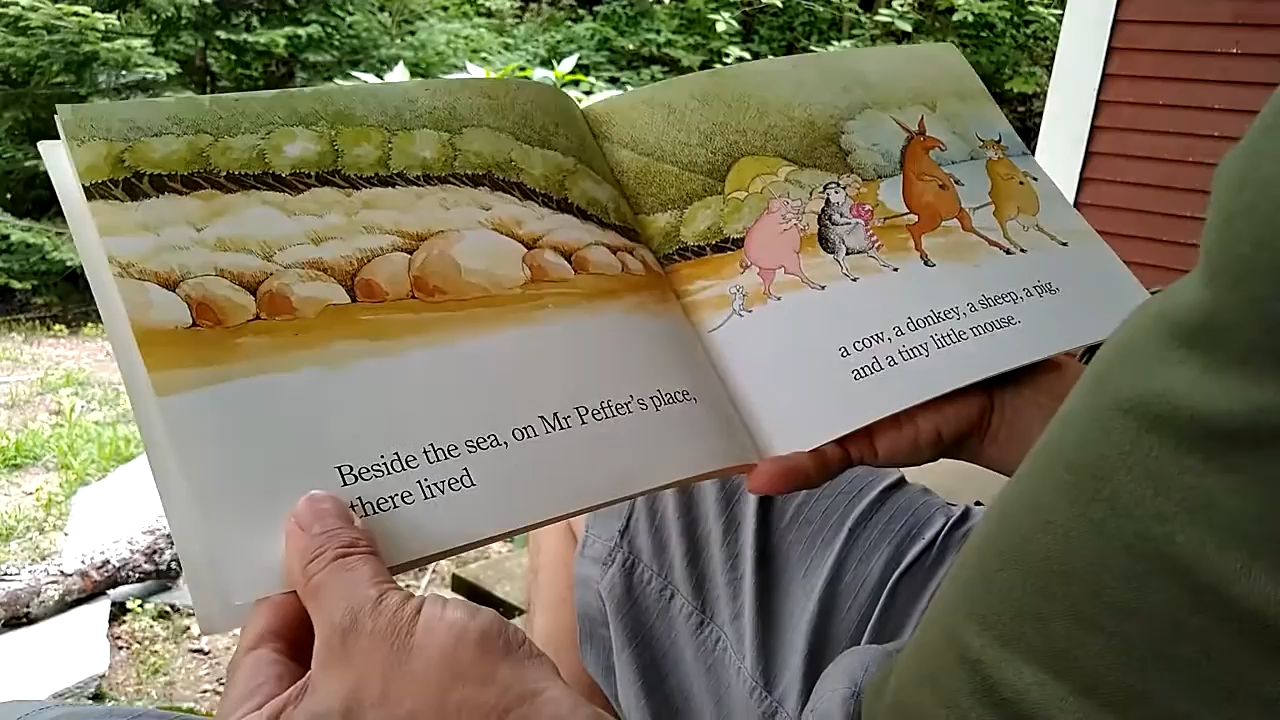 Beside the sea, on Mr Peffer's place,
there lived
a cow, a donkey, a sheep, a pig,
and a tiny little mouse.